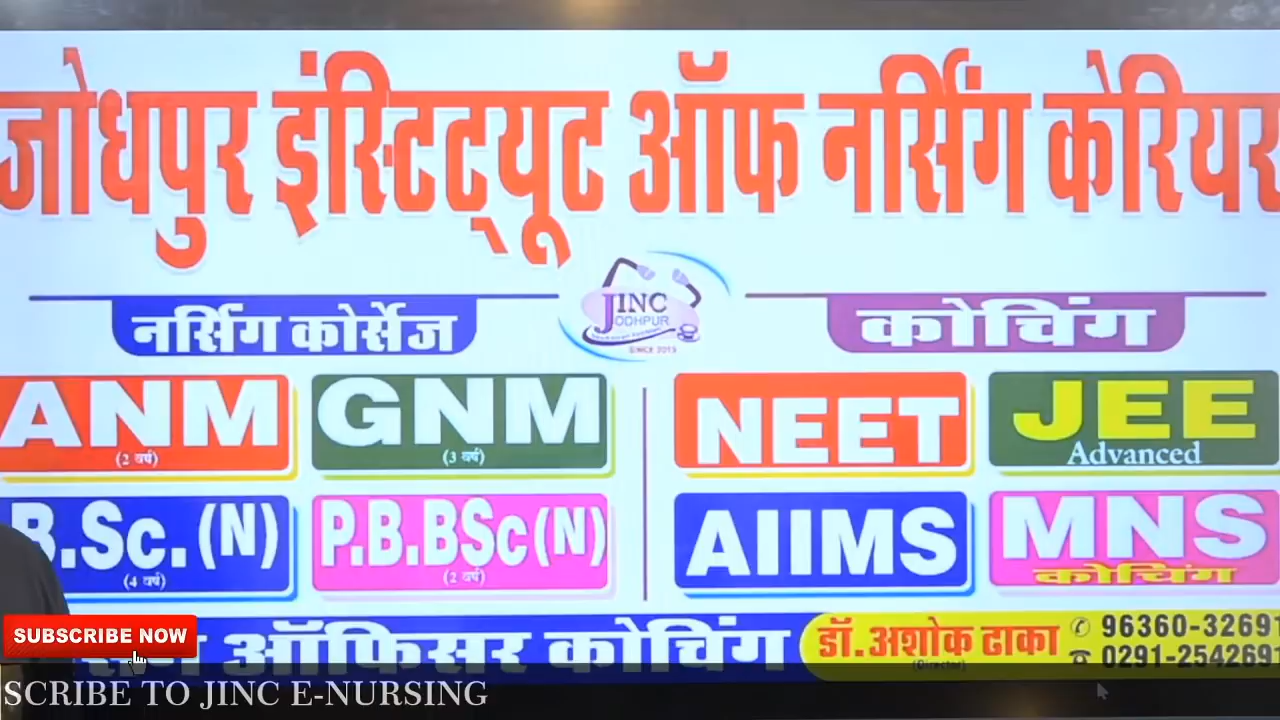 जोधपुर इंस्टिट्यूट ऑफ नर्सिंग केरियर
नर्सिग कोर्सेज
JINC
JODHPUR
SINCE 2015
कोचिंग
ANM
(2 वर्ष)
GNM
(3 वर्ष)
NEET
JEE
Advanced
B.Sc. (N)
(4 वर्ष)
P.B.BSc (N)
(2 वर्ष)
AIIMS
MNS
कोचिंग
ऑफिसर कोचिंग
डॉ. अशोक ढाका
(Director)
96360-32691
0291-2542691
SUBSCRIBE NOW
SCRIBE TO JINC E-NURSING